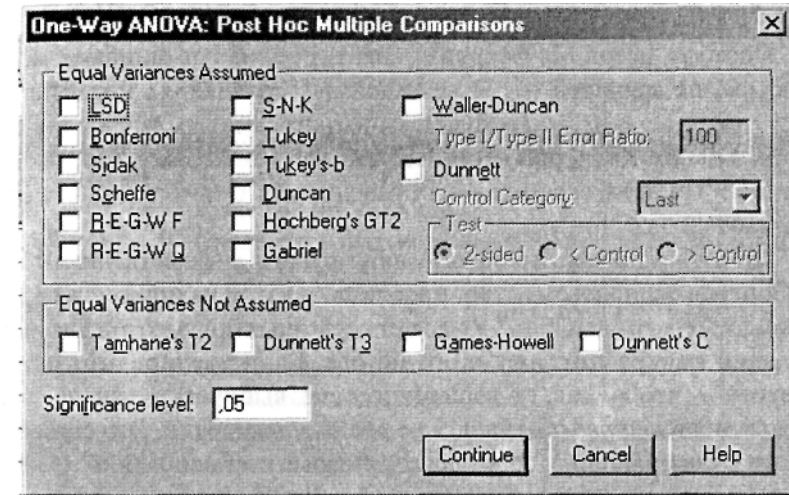 One-Way ANOVA: Post Hoc Multiple Comparisons
Equal Variances Assumed
LSD
S-N-K
Waller-Duncan
Bonferroni
Tukey
Type I/Type II Error Ratio: 100
Sidak
Tukey's-b
Dunnett
Scheffe
Duncan
Control Category: Last
R-E-G-W F
Hochberg's GT2
Test
R-E-G-W Q
Gabriel
2-sided
< Control
> Control
Equal Variances Not Assumed
Tamhane's T2
Dunnett's T3
Games-Howell
Dunnett's C
Significance level: ,05
Continue
Cancel
Help